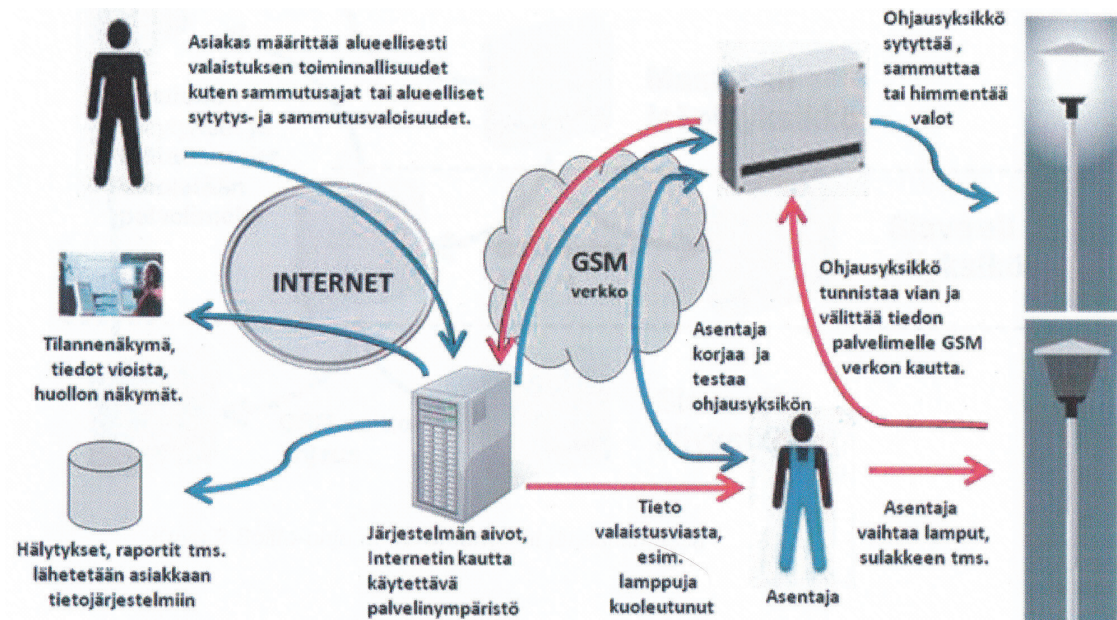 Asiakas määrittää alueellisesti
valaistuksen toiminnallisuudet
kuten sammutusajat tai alueelliset
sytytys- ja sammutusvaloisuudet.
Ohjausyksikkö
sytyttää ,
sammuttaa
tai himmentää
valot
INTERNET
GSM
verkko
Tilannenäkymä,
tiedot vioista,
huollon näkymät.
Asentaja
korjaa ja
testaa
ohjausyksikön
Ohjausyksikkö
tunnistaa vian ja
välittää tiedon
palvelimelle GSM
verkon kautta.
Hälytykset, raportit tms.
lähetetään asiakkaan
tietojärjestelmiin
Järjestelmän aivot,
Internetin kautta
käytettävä
palvelinympäristö
Tieto
valaistusviasta,
esim.
lamppuja
kuoleutunut
Asentaja
Asentaja
vaihtaa lamput,
sulakkeen tms.